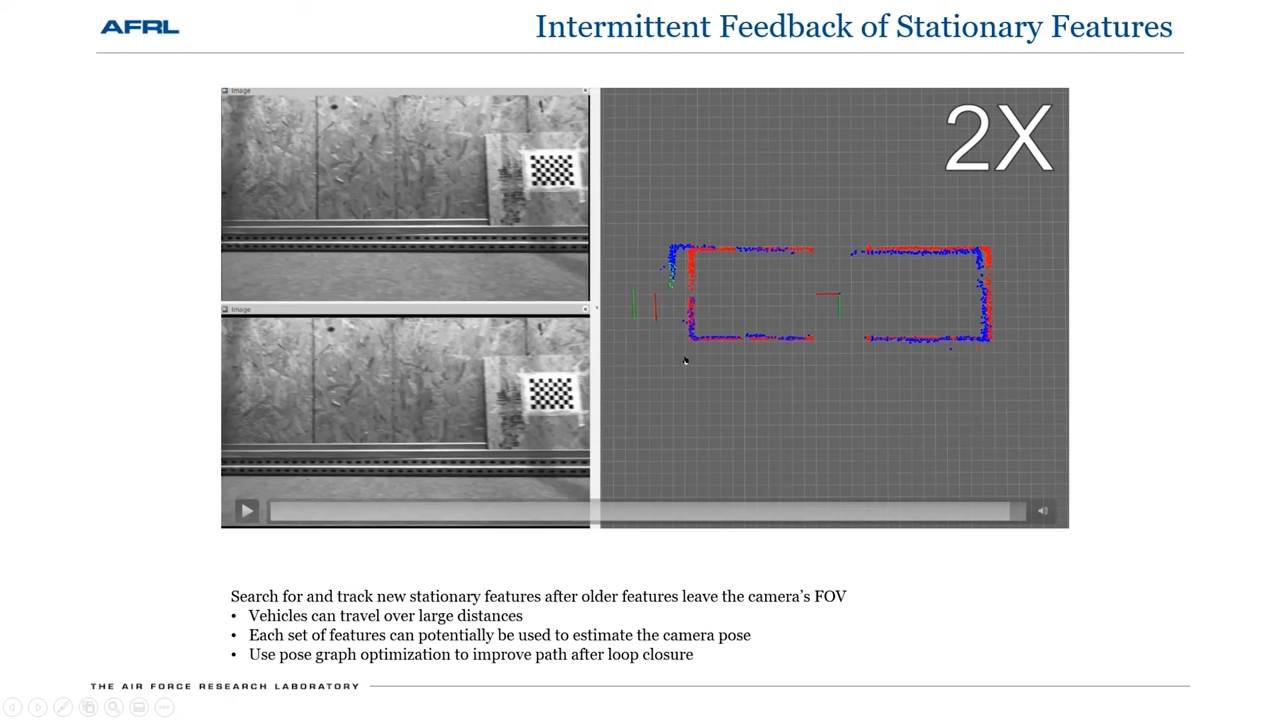 AFRL
Intermittent Feedback of Stationary Features
Image
2X
Image
Search for and track new stationary features after older features leave the camera’s FOV
• Vehicles can travel over large distances
• Each set of features can potentially be used to estimate the camera pose
• Use pose graph optimization to improve path after loop closure
THE AIR FORCE RESEARCH LABORATORY